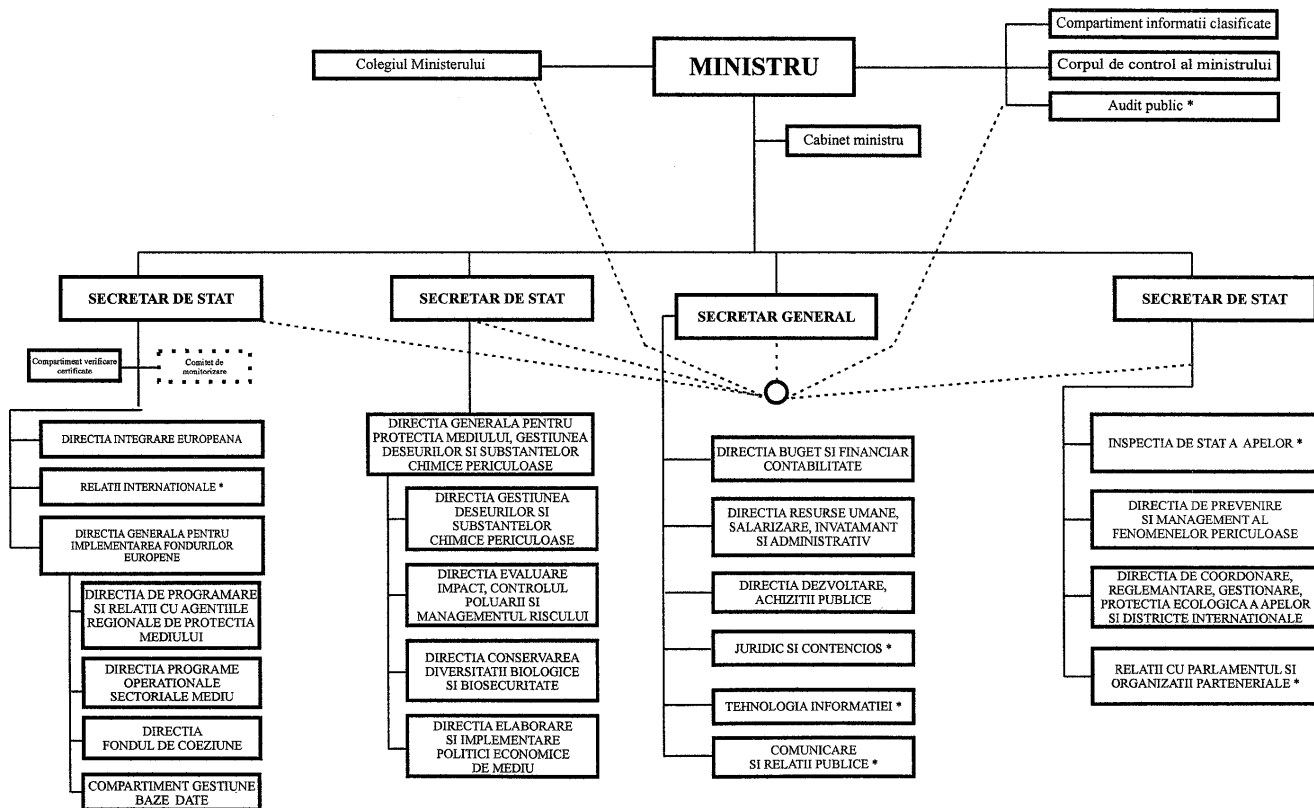 Compartiment informatii clasificate
Colegiul Ministerului
MINISTRU
Corpul de control al ministrului
Audit public *
Cabinet ministru
SECRETAR DE STAT
SECRETAR DE STAT
SECRETAR GENERAL
SECRETAR DE STAT
Compartiment verificare
certificate
Comitet de
monitorizare
DIRECTIA INTEGRARE EUROPEANA
RELATII INTERNATIONALE *
DIRECTIA GENERALA PENTRU
IMPLEMENTAREA FONDURILOR
EUROPENE
DIRECTIA DE PROGRAMARE
SI RELATII CU AGENTIILE
REGIONALE DE PROTECTIA
MEDIULUI
DIRECTIA PROGRAME
OPERATIONALE
SECTORIALE MEDIU
DIRECTIA
FONDUL DE COEZIUNE
COMPARTIMENT GESTIUNE
BAZE DATE
DIRECTIA GENERALA PENTRU
PROTECTIA MEDIULUI, GESTIUNEA
DESEURILOR SI SUBSTANTELOR
CHIMICE PERICULOASE
DIRECTIA GESTIUNEA
DESEURILOR SI
SUBSTANTELOR
CHIMICE PERICULOASE
DIRECTIA EVALUARE
IMPACT, CONTROLUL
POLUARII SI
MANAGEMENTUL RISCULUI
DIRECTIA CONSERVAREA
DIVERSITATII BIOLOGICE
SI BIOSECURITATE
DIRECTIA ELABORARE
SI IMPLEMENTARE
POLITICI ECONOMICE
DE MEDIU
DIRECTIA BUGET SI FINANCIAR
CONTABILITATE
DIRECTIA RESURSE UMANE,
SALARIZARE, INVATAMANT
SI ADMINISTRATIV
DIRECTIA DEZVOLTARE,
ACHIZITII PUBLICE
JURIDIC SI CONTENCIOS *
TEHNOLOGIA INFORMATIEI *
COMUNICARE
SI RELATII PUBLICE *
INSPECTIA DE STAT A APELOR *
DIRECTIA DE PREVENIRE
SI MANAGEMENT AL
FENOMENELOR PERICULOASE
DIRECTIA DE COORDONARE,
REGLEMANTARE, GESTIONARE,
PROTECTIA ECOLOGICA A APELOR
SI DISTRICTE INTERNATIONALE
RELATII CU PARLAMENTUL SI
ORGANIZATII PARTENERIALE *